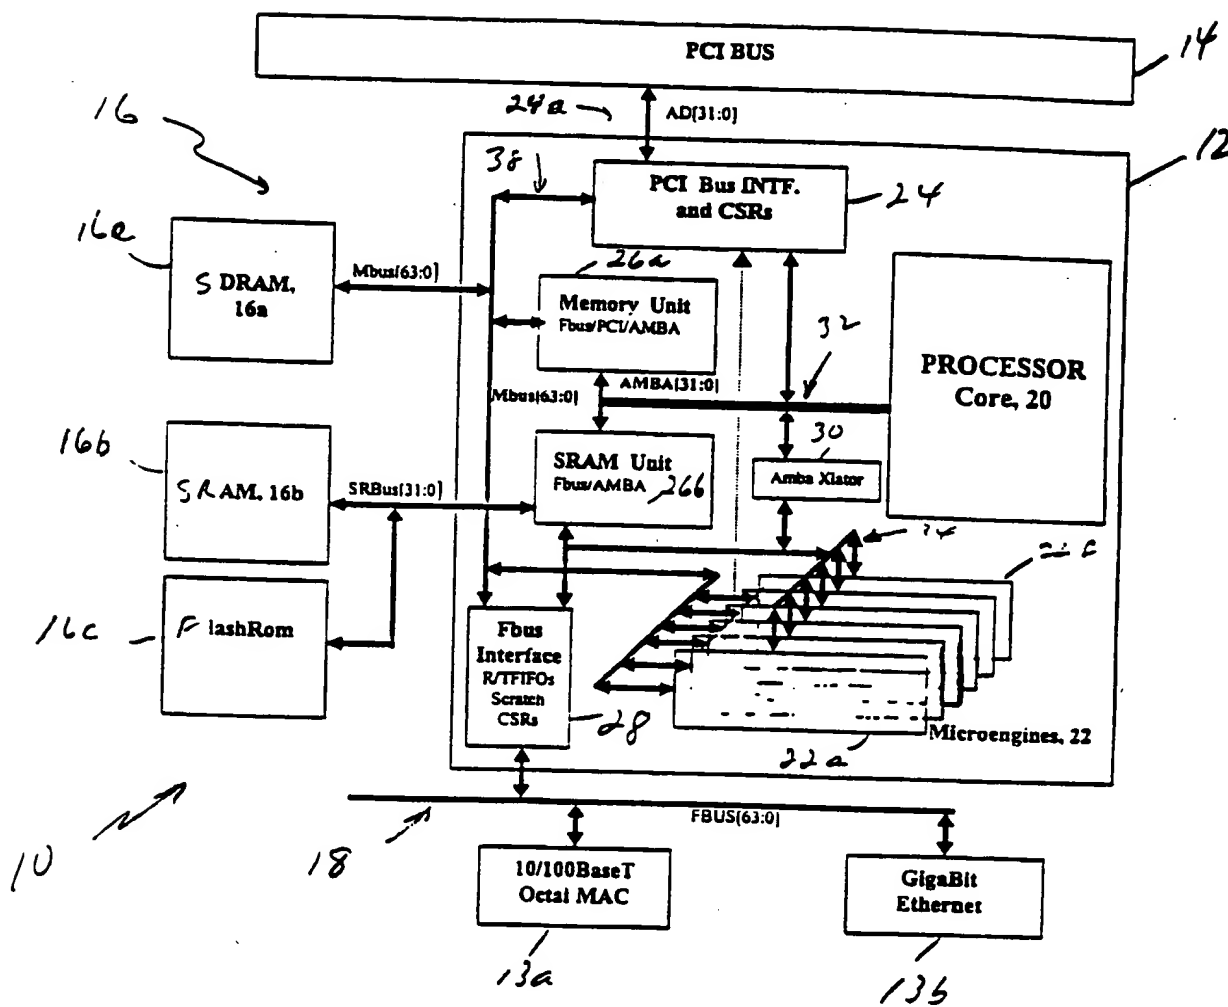 PCI BUS
14
24a
AD[31:0]
16
12
38
PCI Bus INTF.
and CSRs
24
16a
26a
Mbus(63:0)
SDRAM,
16a
Memory Unit
Fbus/PCI/AMBA
32
PROCESSOR
Core, 20
AMBA(31:0)
Mbus(63:0)
30
16b
SRAM Unit
Fbus/AMBA
26b
Amba Xlator
SRAM, 16b
SRBus(31:0)
16c
FlashRom
Fbus
Interface
R/TFIFOs
Scratch
CSRs
28
Microengines, 22
22a
FBUS(63:0)
18
10
10/100BaseT
Octal MAC
GigaBit
Ethernet
13a
13b